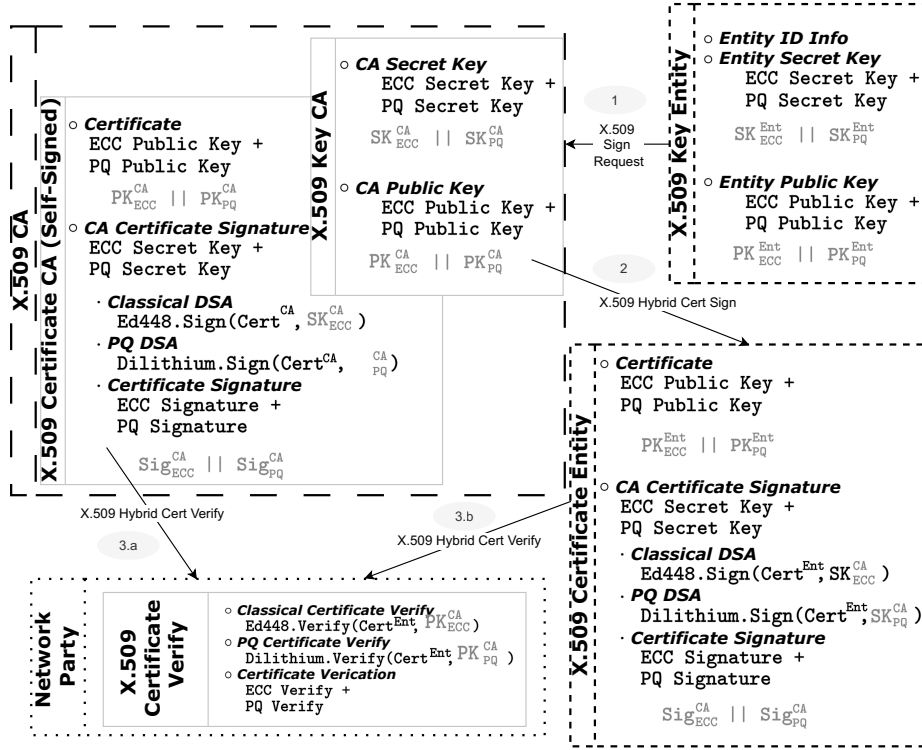 X.509 CA
X.509 Certificate CA (Self-Signed)
○ Certificate
ECC Public Key +
PQ Public Key
PK^CA_ECC || PK^CA_PQ
○ CA Certificate Signature
ECC Secret Key +
PQ Secret Key
· Classical DSA
Ed448.Sign(Cert^CA, SK^CA_ECC)
· PQ DSA
Dilithium.Sign(Cert^CA, ^CA_PQ)
· Certificate Signature
ECC Signature +
PQ Signature
Sig^CA_ECC || Sig^CA_PQ
X.509 Key CA
○ CA Secret Key
ECC Secret Key +
PQ Secret Key
SK^CA_ECC || SK^CA_PQ
○ CA Public Key
ECC Public Key +
PQ Public Key
PK^CA_ECC || PK^CA_PQ
1
X.509
Sign
Request
X.509 Key Entity
○ Entity ID Info
○ Entity Secret Key
ECC Secret Key +
PQ Secret Key
SK^Ent_ECC || SK^Ent_PQ
○ Entity Public Key
ECC Public Key +
PQ Public Key
PK^Ent_ECC || PK^Ent_PQ
2
X.509 Hybrid Cert Sign
X.509 Certificate Entity
○ Certificate
ECC Public Key +
PQ Public Key
PK^Ent_ECC || PK^Ent_PQ
○ CA Certificate Signature
ECC Secret Key +
PQ Secret Key
· Classical DSA
Ed448.Sign(Cert^Ent, SK^CA_ECC)
· PQ DSA
Dilithium.Sign(Cert^Ent, SK^CA_PQ)
· Certificate Signature
ECC Signature +
PQ Signature
Sig^CA_ECC || Sig^CA_PQ
X.509 Hybrid Cert Verify
3.a
3.b
X.509 Hybrid Cert Verify
Network
Party
X.509
Certificate
Verify
○ Classical Certificate Verify
Ed448.Verify(Cert^Ent, PK^CA_ECC)
○ PQ Certificate Verify
Dilithium.Verify(Cert^Ent, PK^CA_PQ)
○ Certificate Verication
ECC Verify +
PQ Verify